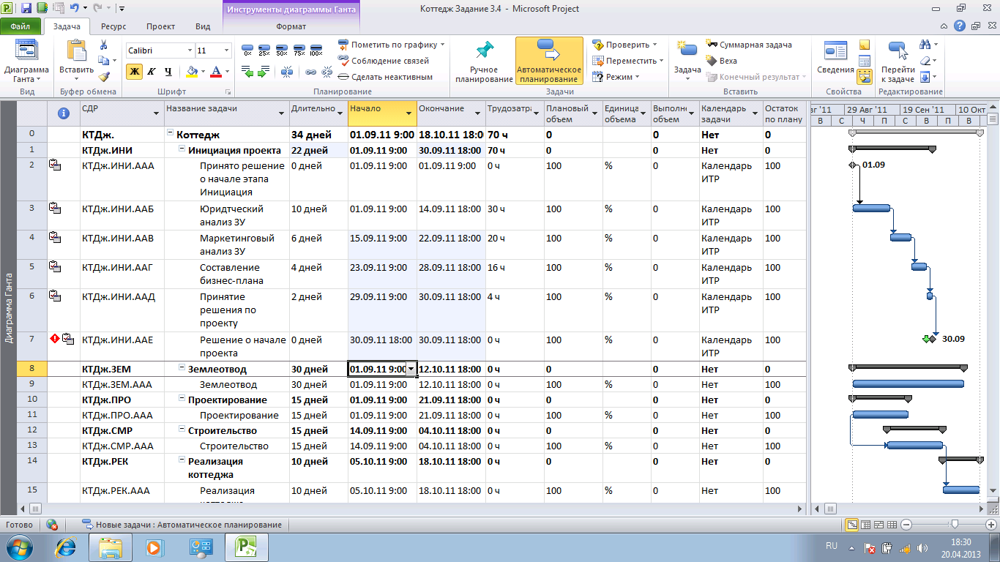 Инструменты диаграммы Ганта
Коттедж Задание 3.4 - Microsoft Project
Файл Задача Ресурс Проект Вид Формат
Диаграмма Ганта
Вид
Вставить
Буфер обмена
Calibri 11
Ж К Ч А
Шрифт
0% 25% 50% 75% 100%
Пометить по графику
Соблюдение связей
Сделать неактивным
Планирование
Ручное планирование
Автоматическое планирование
Проверить
Переместить
Режим
Задачи
Задача
Суммарная задача
Веха
Конечный результат
Вставить
Сведения
Свойства
Перейти к задаче
Редактирование
СДР Название задачи Длительно Начало Окончание Трудозатра Плановый объем Единица объема Выполн объем Календарь задачи Остаток по плану
вг '11 29 Авг '11 19 Сен '11 10 Окт
В С Ч П В С Ч П В
0 КТДж. Коттедж 34 дней 01.09.11 9:00 18.10.11 18:0 70 ч 0 0 Нет 0
1 КТДж.ИНИ Инициация проекта 22 дней 01.09.11 9:00 30.09.11 18:00 70 ч 0 0 Нет 0
2 КТДж.ИНИ.ААА Принято решение о начале этапа Инициация 0 дней 01.09.11 9:00 01.09.11 9:00 0 ч 100 % 0 Календарь ИТР 100
01.09
3 КТДж.ИНИ.ААБ Юридтческий анализ ЗУ 10 дней 01.09.11 9:00 14.09.11 18:00 30 ч 100 % 0 Календарь ИТР 100
4 КТДж.ИНИ.ААВ Маркетинговый анализ ЗУ 6 дней 15.09.11 9:00 22.09.11 18:00 20 ч 100 % 0 Календарь ИТР 100
5 КТДж.ИНИ.ААГ Составление бизнес-плана 4 дней 23.09.11 9:00 28.09.11 18:00 16 ч 100 % 0 Календарь ИТР 100
6 КТДж.ИНИ.ААД Принятие решения по проекту 2 дней 29.09.11 9:00 30.09.11 18:00 4 ч 100 % 0 Календарь ИТР 100
7 КТДж.ИНИ.ААЕ Решение о начале проекта 0 дней 30.09.11 18:00 30.09.11 18:00 0 ч 100 % 0 Календарь ИТР 100
30.09
8 КТДж.ЗЕМ Землеотвод 30 дней 01.09.11 9:00 12.10.11 18:00 0 ч 0 0 Нет 0
9 КТДж.ЗЕМ.ААА Землеотвод 30 дней 01.09.11 9:00 12.10.11 18:00 0 ч 100 % 0 Нет 100
10 КТДж.ПРО Проектирование 15 дней 01.09.11 9:00 21.09.11 18:00 0 ч 0 0 Нет 0
11 КТДж.ПРО.ААА Проектирование 15 дней 01.09.11 9:00 21.09.11 18:00 0 ч 100 % 0 Нет 100
12 КТДж.СМР Строительство 15 дней 14.09.11 9:00 04.10.11 18:00 0 ч 0 0 Нет 0
13 КТДж.СМР.ААА Строительство 15 дней 14.09.11 9:00 04.10.11 18:00 0 ч 100 % 0 Нет 100
14 КТДж.РЕК Реализация коттеджа 10 дней 05.10.11 9:00 18.10.11 18:00 0 ч 0 0 Нет 0
15 КТДж.РЕК.ААА Реализация 10 дней 05.10.11 9:00 18.10.11 18:00 0 ч 100 % 0 Нет 100
Диаграмма Ганта
Готово Новые задачи : Автоматическое планирование
RU 18:30
20.04.2013